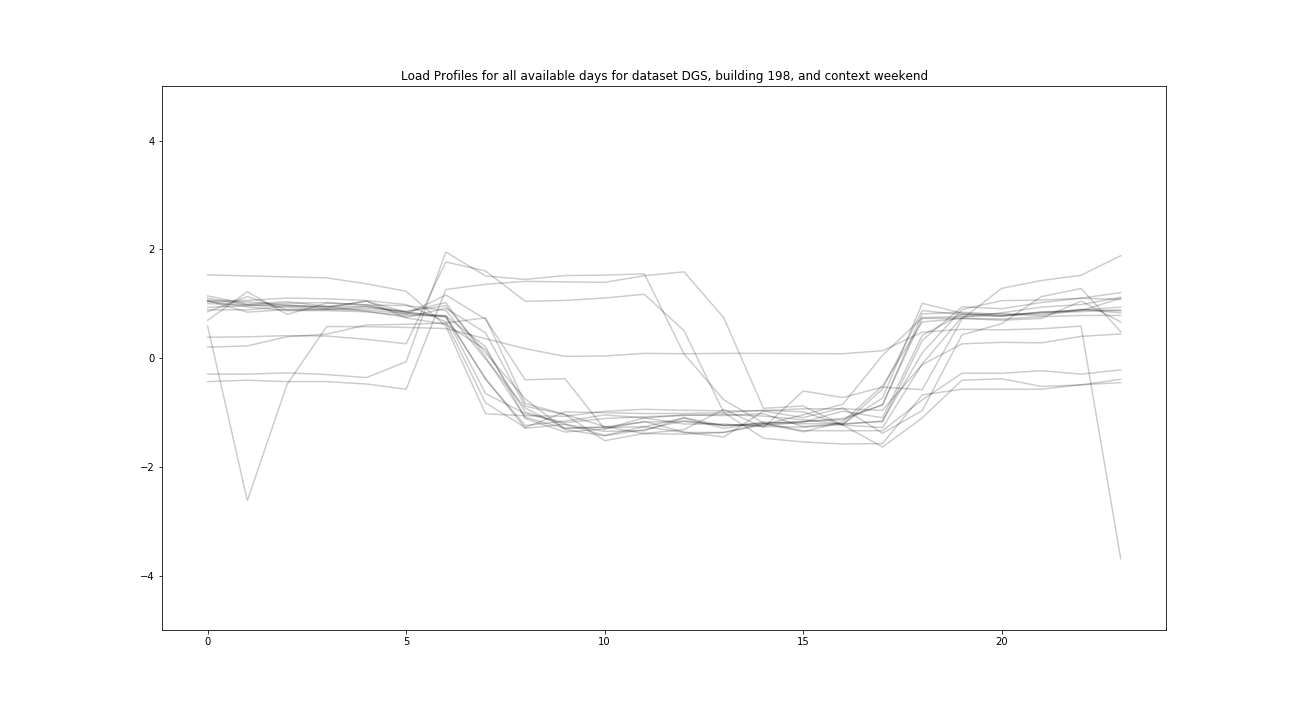 Load Profiles for all available days for dataset DGS, building 198, and context weekend
4
2
0
−2
−4
0 5 10 15 20